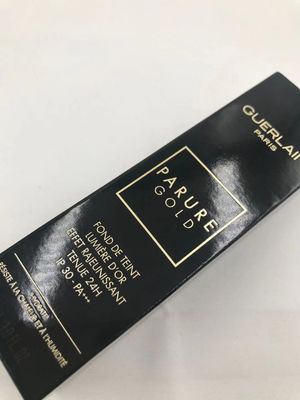 GUERLAIN
PARIS
PARURE
GOLD
FOND DE TEINT
LUMIÈRE D'OR
EFFET RAJEUNISSANT
TENUE 24H
IP 30 - PA+++
RÉSISTE À LA CHALEUR ET À L'HUMIDITÉ